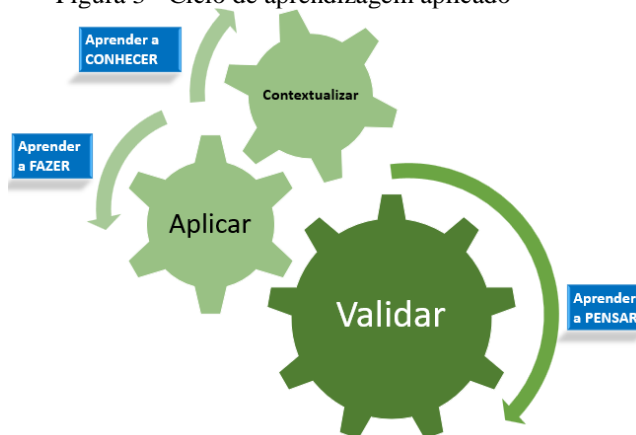 Figura 3 - Ciclo de aprendizagem aplicado
Aprender a
CONHECER
Contextualizar
Aprender
a FAZER
Aplicar
Validar
Aprender
a PENSAR